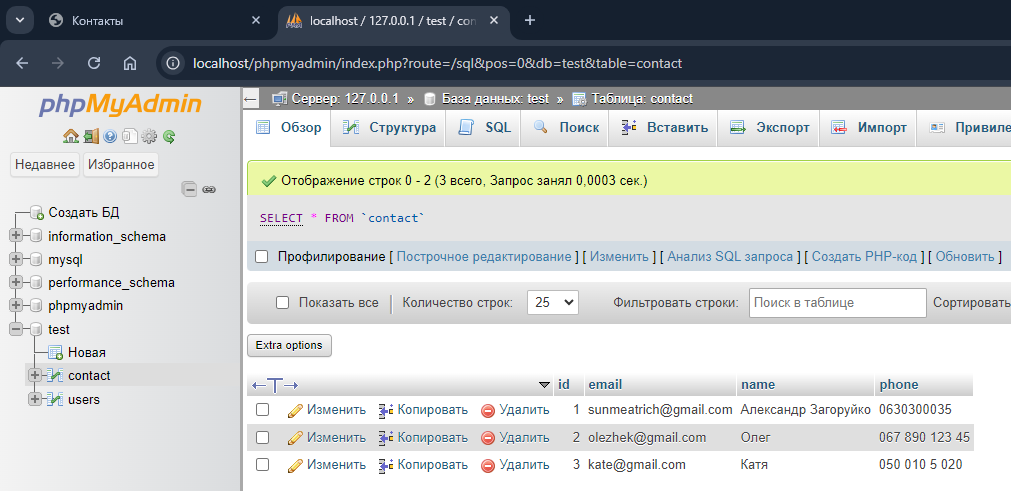 Контакты
localhost / 127.0.0.1 / test / con
localhost/phpmyadmin/index.php?route=/sql&pos=0&db=test&table=contact
phpMyAdmin
Недавнее Избранное
Создать БД
information_schema
mysql
performance_schema
phpmyadmin
test
Новая
contact
users
Сервер: 127.0.0.1 » База данных: test » Таблица: contact
Обзор Структура SQL Поиск Вставить Экспорт Импорт Привиле
Отображение строк 0 - 2 (3 всего, Запрос занял 0,0003 сек.)
SELECT * FROM `contact`
Профилирование [ Построчное редактирование ] [ Изменить ] [ Анализ SQL запроса ] [ Создать PHP-код ] [ Обновить ]
Показать все Количество строк: 25 Фильтровать строки: Поиск в таблице Сортировать
Extra options
id email name phone
Изменить Копировать Удалить 1 sunmeatrich@gmail.com Александр Загоруйко 0630300035
Изменить Копировать Удалить 2 olezhek@gmail.com Олег 067 890 123 45
Изменить Копировать Удалить 3 kate@gmail.com Катя 050 010 5 020